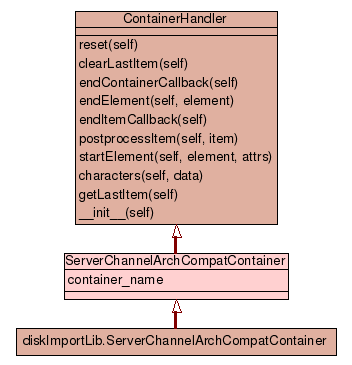 ContainerHandler
reset(self)
clearLastItem(self)
endContainerCallback(self)
endElement(self, element)
endItemCallback(self)
postprocessItem(self, item)
startElement(self, element, attrs)
characters(self, data)
getLastItem(self)
__init__(self)
ServerChannelArchCompatContainer
container_name
diskImportLib.ServerChannelArchCompatContainer